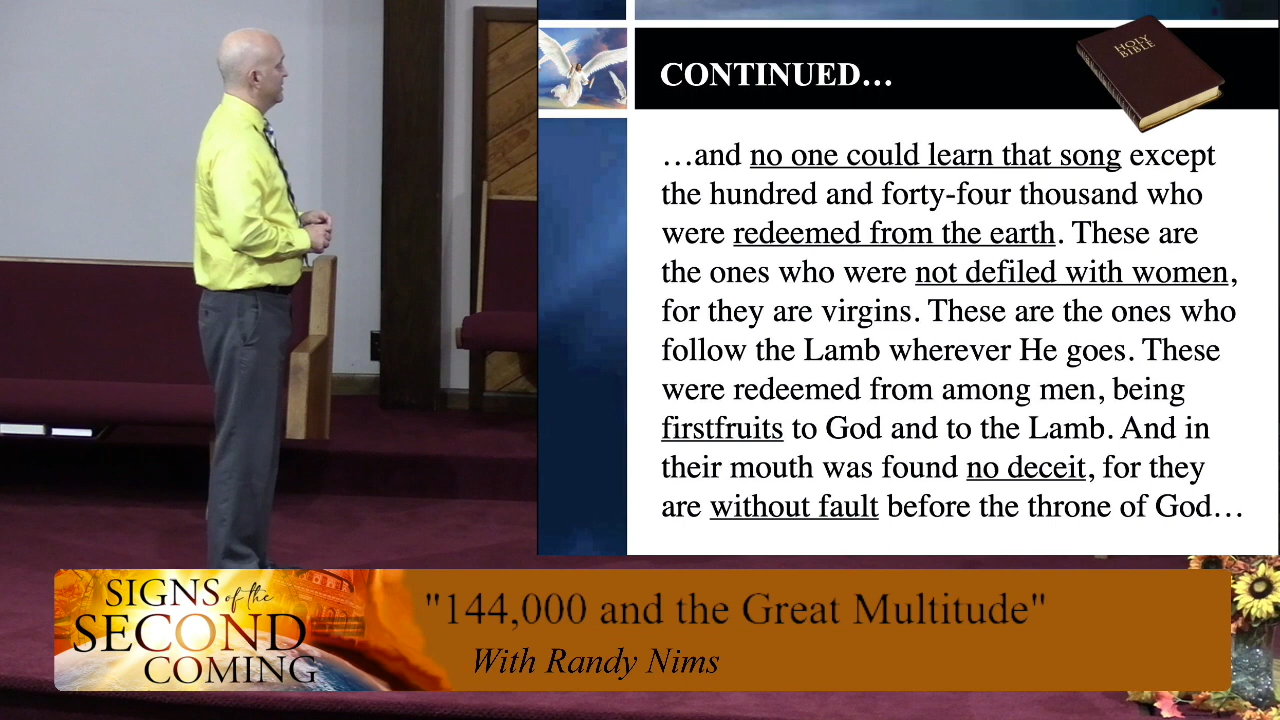 HOLY
BIBLE
CONTINUED…
…and no one could learn that song except
the hundred and forty-four thousand who
were redeemed from the earth. These are
the ones who were not defiled with women,
for they are virgins. These are the ones who
follow the Lamb wherever He goes. These
were redeemed from among men, being
firstfruits to God and to the Lamb. And in
their mouth was found no deceit, for they
are without fault before the throne of God…
SIGNS of the
SECOND
COMING
"144,000 and the Great Multitude"
With Randy Nims